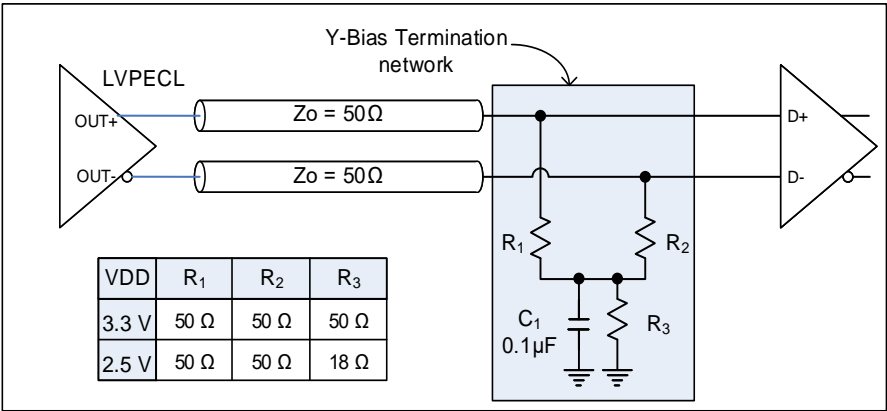 Y-Bias Termination
network
LVPECL
OUT+
Zo = 50Ω
D+
OUT-
Zo = 50Ω
D-
R1
R2
VDD R1 R2 R3
3.3 V 50 Ω 50 Ω 50 Ω
2.5 V 50 Ω 50 Ω 18 Ω
C1
0.1µF
R3